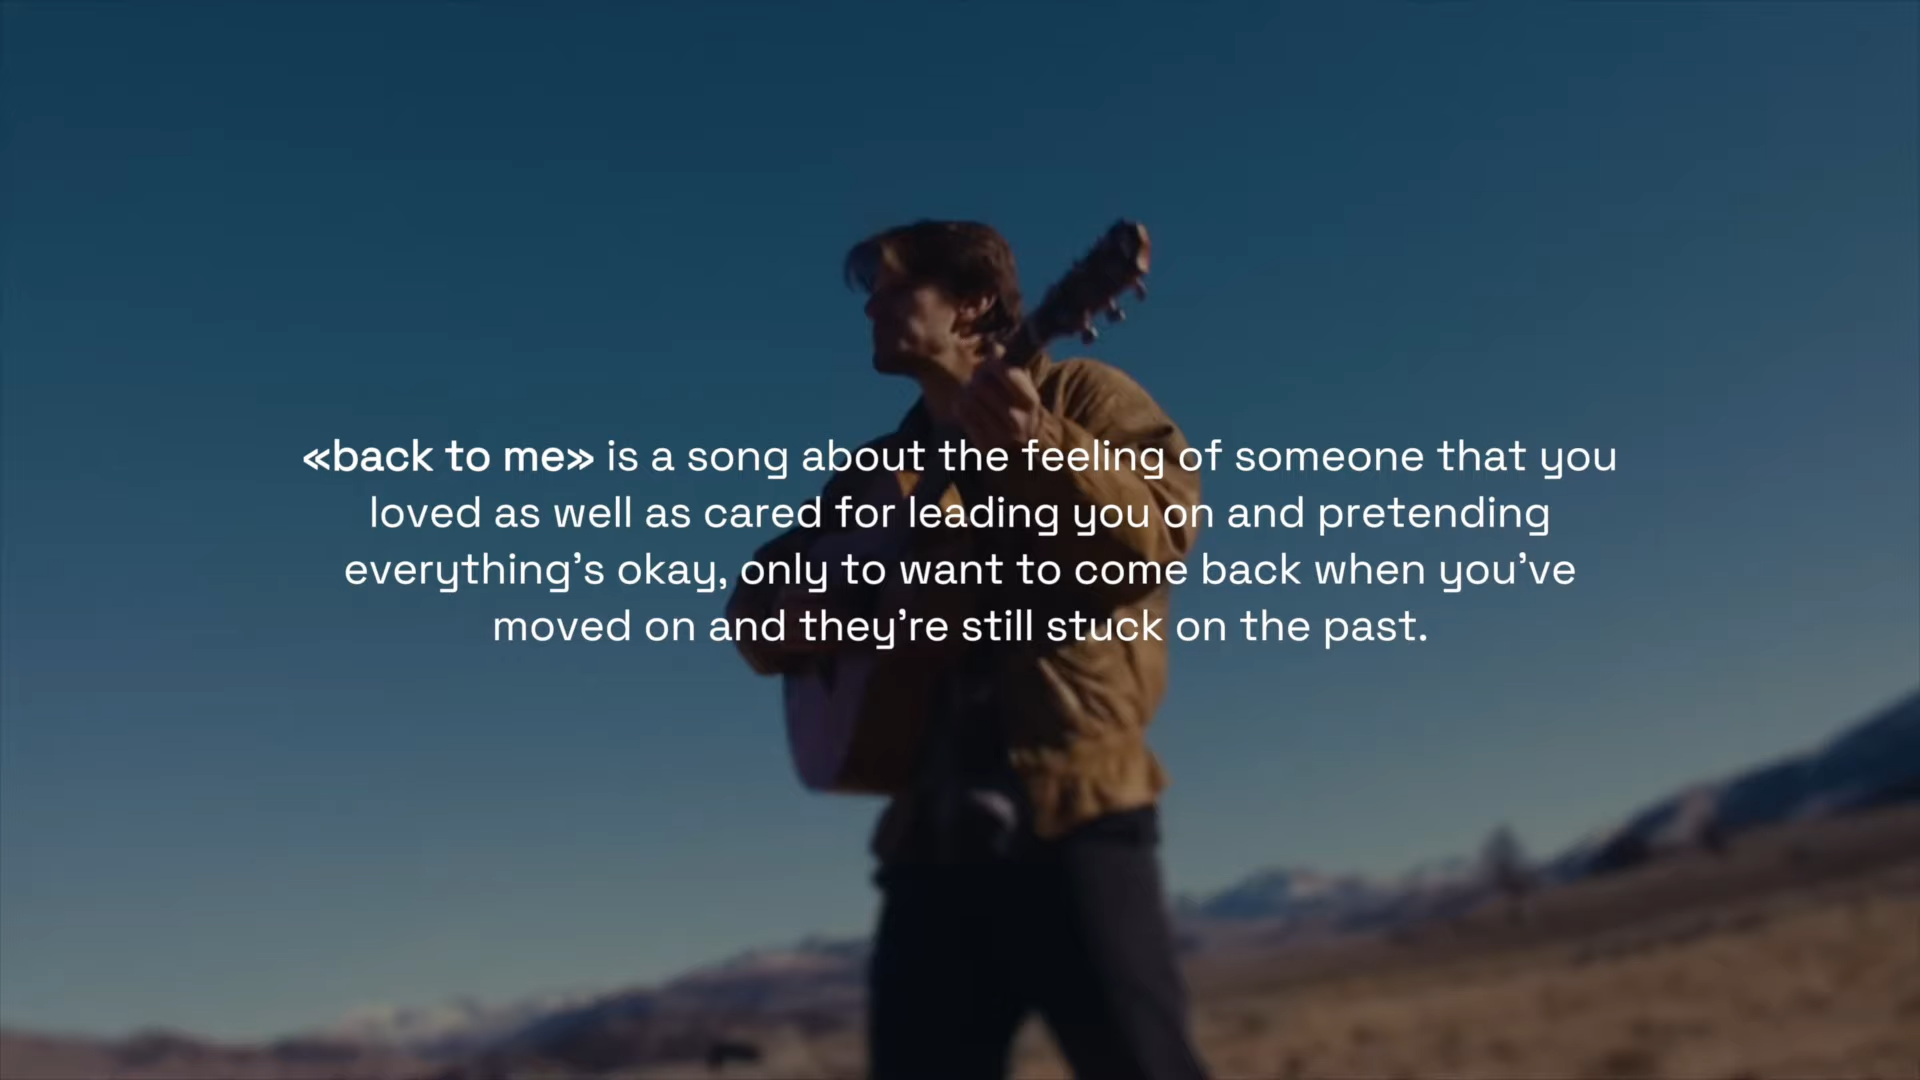 «back to me» is a song about the feeling of someone that you
loved as well as cared for leading you on and pretending
everything’s okay, only to want to come back when you’ve
moved on and they’re still stuck on the past.